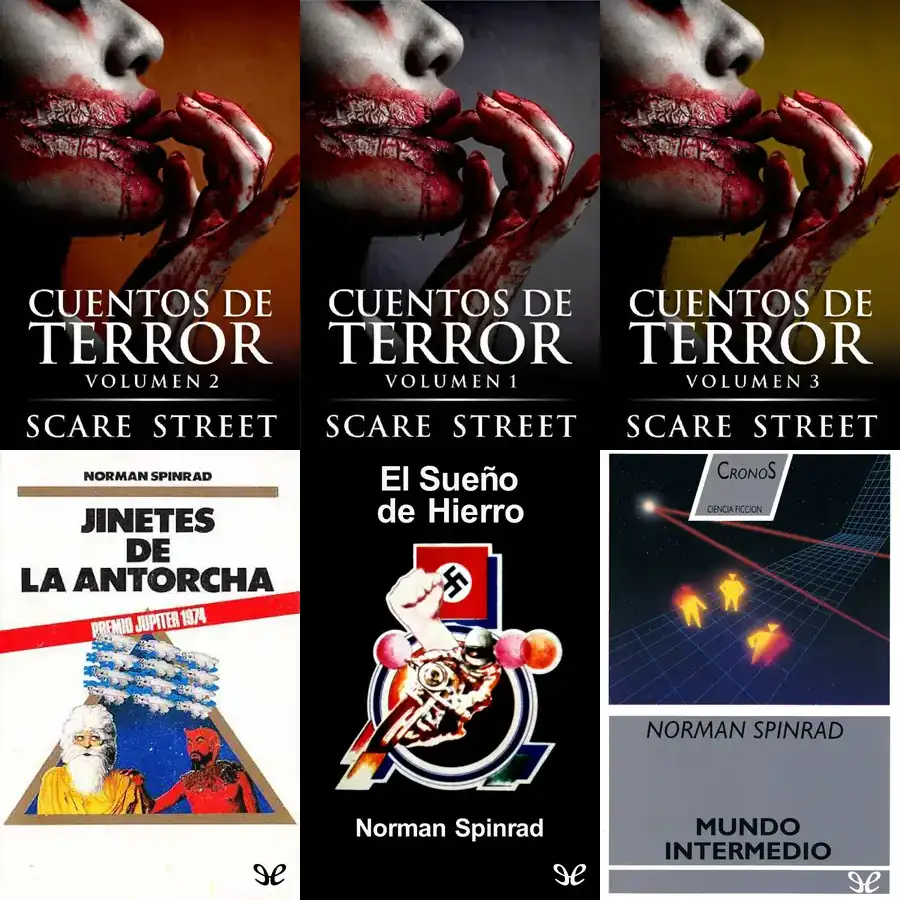 CUENTOS DE
TERROR
VOLUMEN 2
SCARE STREET
CUENTOS DE
TERROR
VOLUMEN 1
SCARE STREET
CUENTOS DE
TERROR
VOLUMEN 3
SCARE STREET
NORMAN SPINRAD
JINETES
DE
LA ANTORCHA
PREMIO JUPITER 1974
El Sueño
de Hierro
Norman Spinrad
CRONOS
CIENCIA FICCION
NORMAN SPINRAD
MUNDO
INTERMEDIO